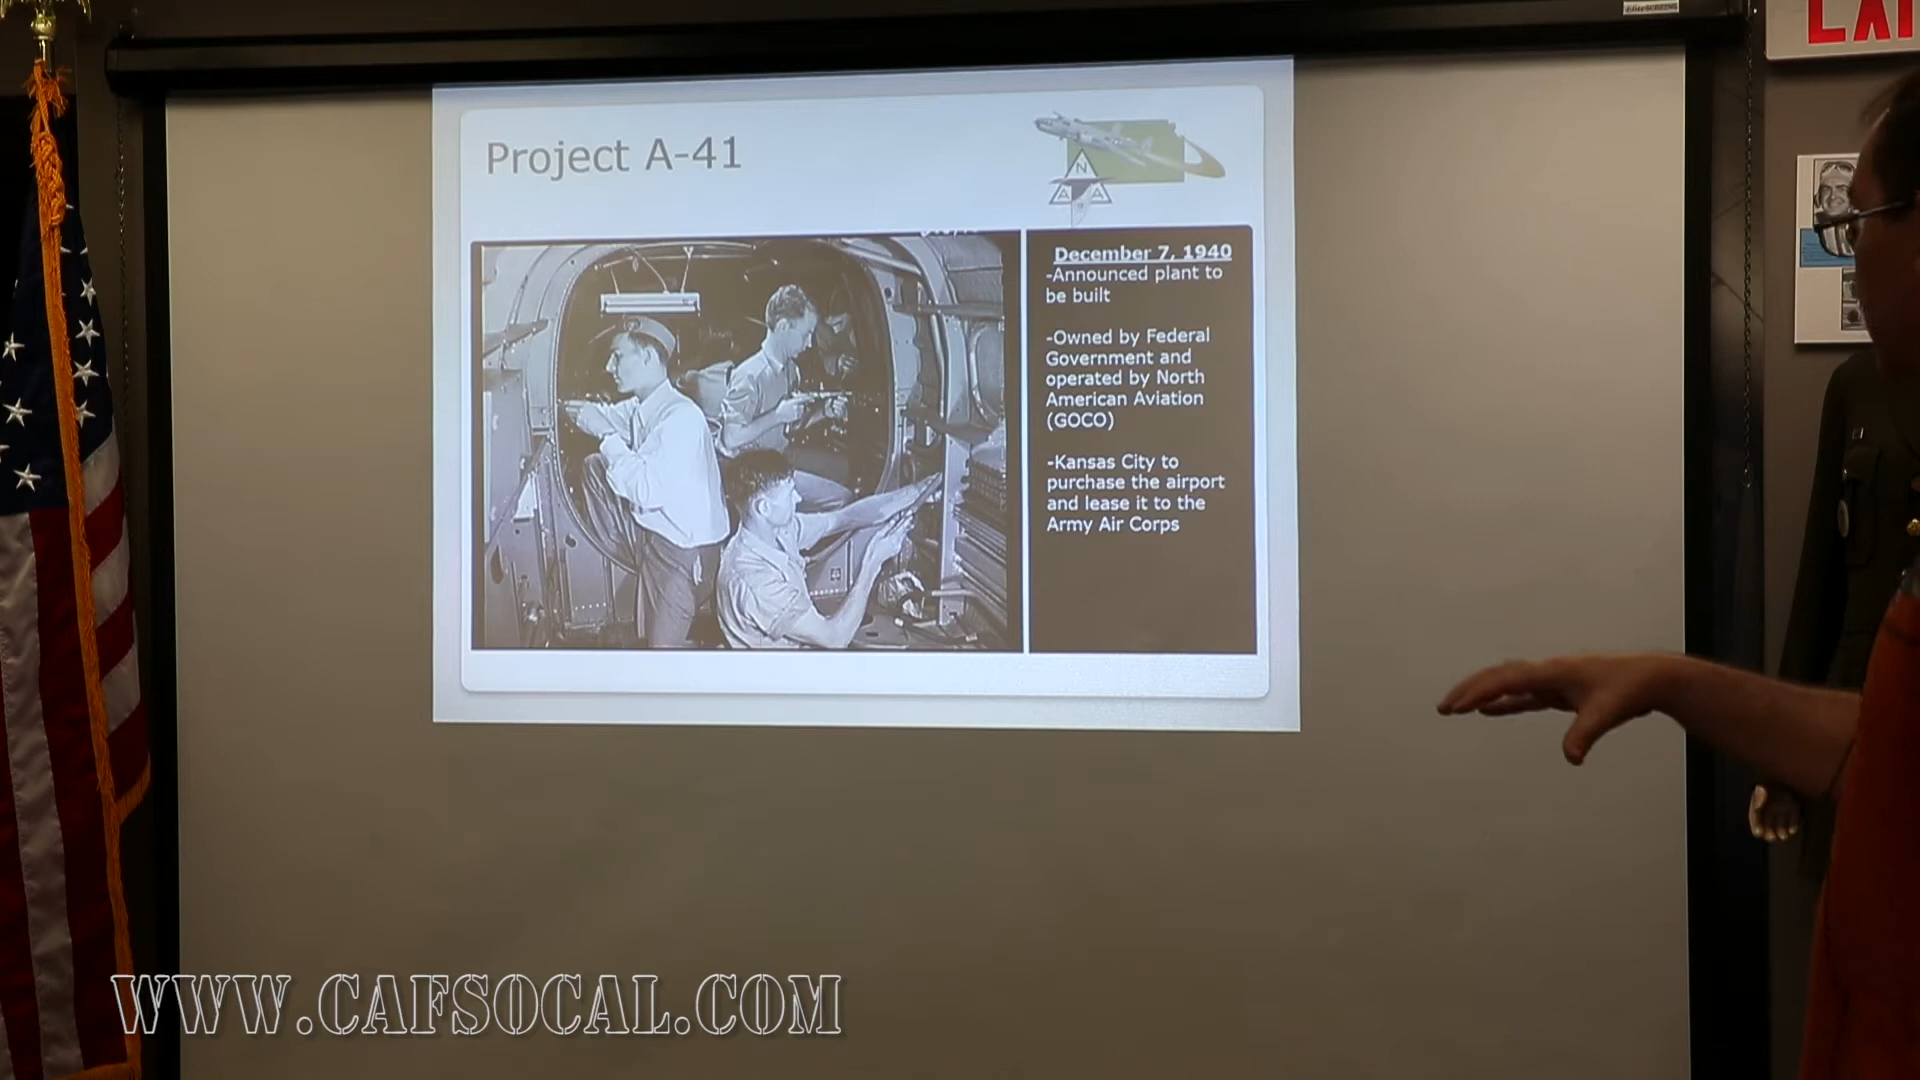 EliteSCREENS
EXI
Project A-41
N
A A
December 7, 1940
-Announced plant to
be built
-Owned by Federal
Government and
operated by North
American Aviation
(GOCO)
-Kansas City to
purchase the airport
and lease it to the
Army Air Corps
WWW.CAFSOCAL.COM